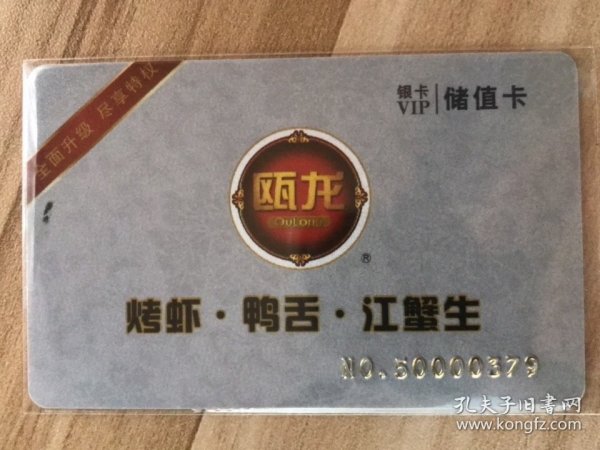 全面升级 尽享特权
银卡
VIP
储值卡
瓯龙
OuLong
®
烤虾·鸭舌·江蟹生
NO.50000379
孔夫子旧书网
www.kongfz.com